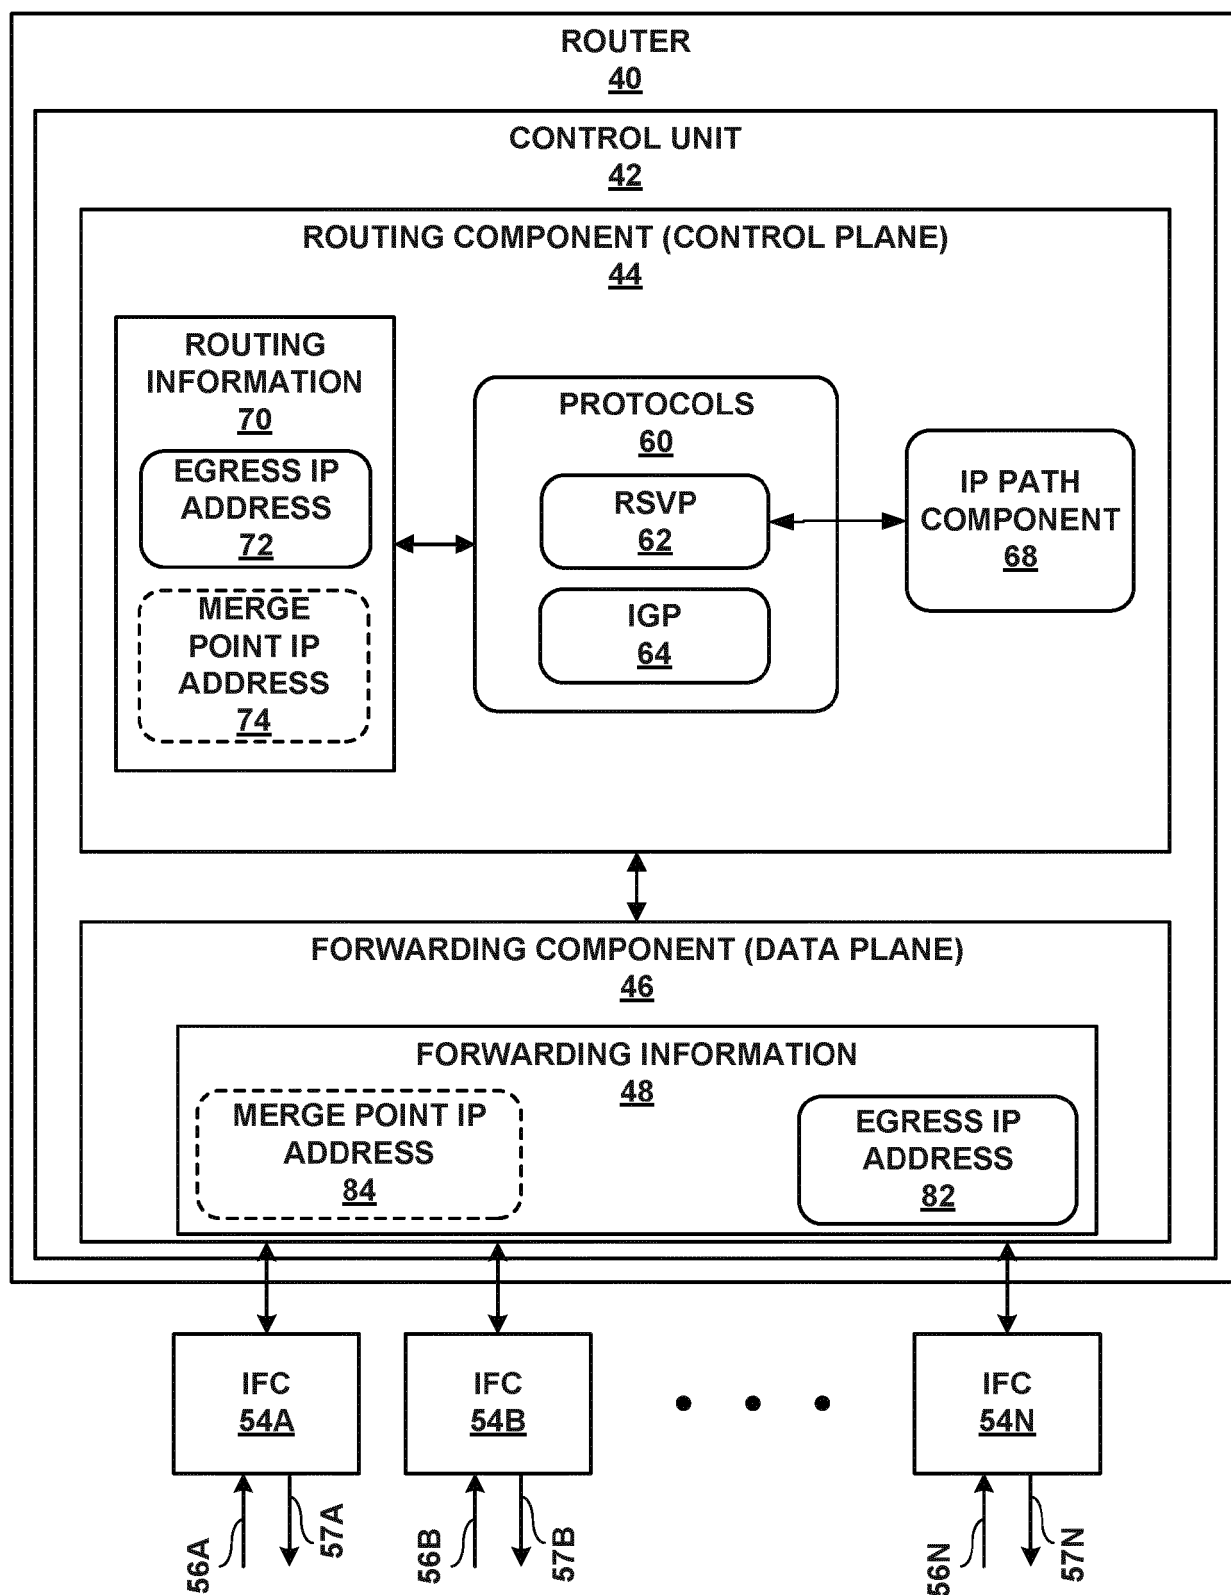 ROUTER
40
CONTROL UNIT
42
ROUTING COMPONENT (CONTROL PLANE)
44
ROUTING
INFORMATION
70
EGRESS IP
ADDRESS
72
MERGE
POINT IP
ADDRESS
74
PROTOCOLS
60
RSVP
62
IGP
64
IP PATH
COMPONENT
68
FORWARDING COMPONENT (DATA PLANE)
46
FORWARDING INFORMATION
48
MERGE POINT IP
ADDRESS
84
EGRESS IP
ADDRESS
82
IFC
54A
IFC
54B
IFC
54N
56A
57A
56B
57B
56N
57N